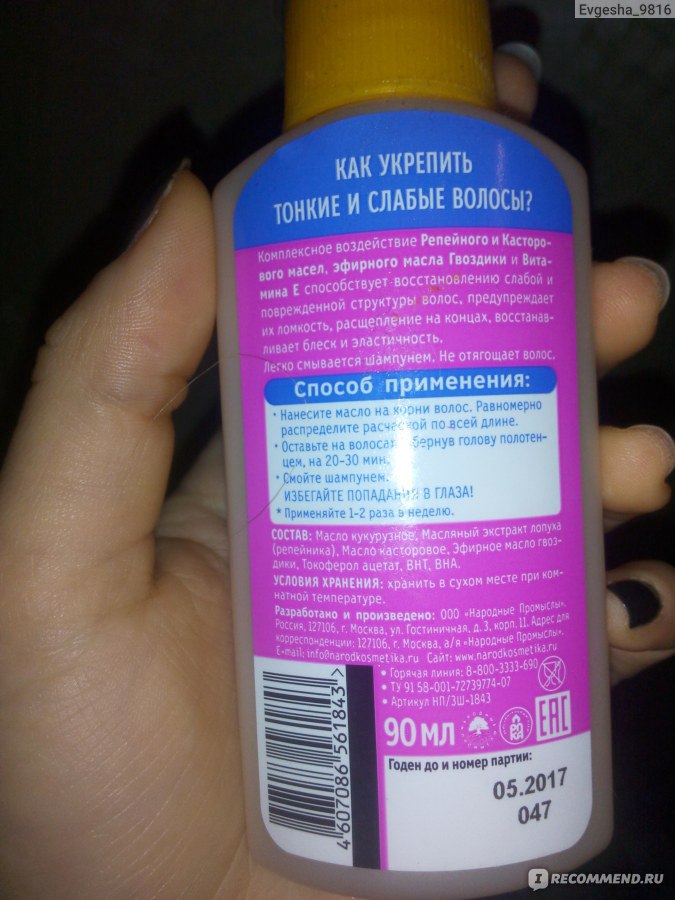 Evgesha_9816
КАК УКРЕПИТЬ
ТОНКИЕ И СЛАБЫЕ ВОЛОСЫ?
Комплексное воздействие Репейного и Касторо-
вого масел, эфирного масла Гвоздики и Вита-
мина Е способствует восстановлению слабой и
поврежденной структуры волос, предупреждает
их ломкость, расщепление на концах, восстанав-
ливает блеск и эластичность.
Легко смывается шампунем. Не отягощает волос.
Способ применения:
• Нанесите масло на корни волос. Равномерно
распределите расческой по всей длине.
• Оставьте на волосах, обернув голову полотен-
цем, на 20-30 мин.
• Смойте шампунем.
ИЗБЕГАЙТЕ ПОПАДАНИЯ В ГЛАЗА!
* Применяйте 1-2 раза в неделю.
СОСТАВ: Масло кукурузное, Масляный экстракт лопуха
(репейника), Масло касторовое, Эфирное масло гвоз-
дики, Токоферол ацетат, ВНТ, ВНА.
УСЛОВИЯ ХРАНЕНИЯ: хранить в сухом месте при ком-
натной температуре.
Разработано и произведено: ООО «Народные Промыслы».
Россия, 127106, г. Москва, ул. Гостиничная, д.3, корп.11. Адрес для
корреспонденции: 127106, г. Москва, а/я «Народные Промыслы».
E-mail: info@narodkosmetika.ru Сайт: www.narodkosmetika.ru
• Горячая линия: 8-800-3333-690
• ТУ 91 58-001-72739774-07
• Артикул НП/ЗШ-1843
90 мл
EAC
4 607086 561843 >
Годен до и номер партии:
05.2017
047
IRECOMMEND.RU